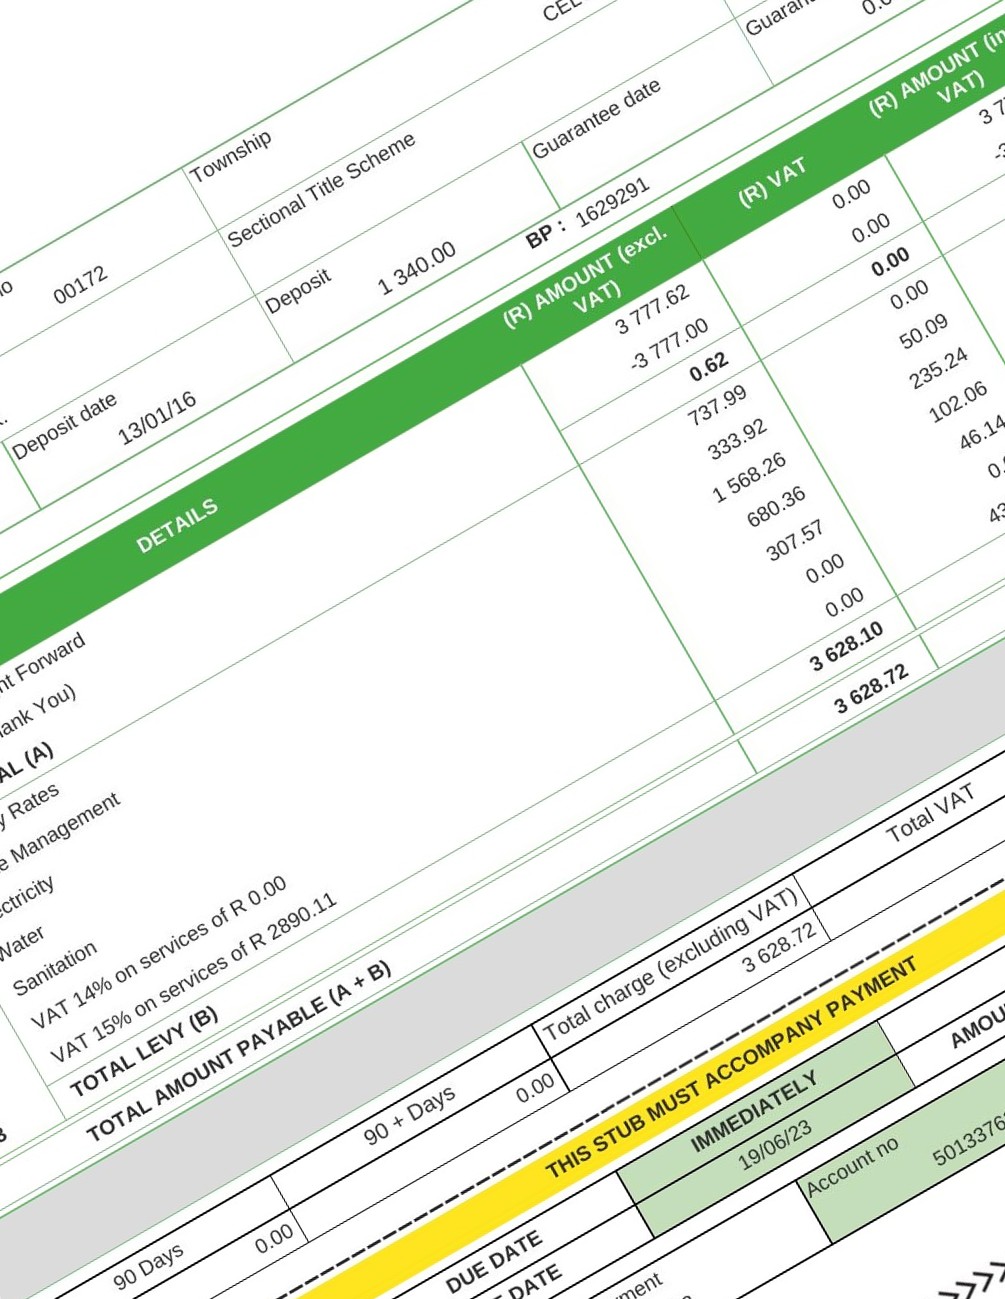 CEL
Township
Guarantee date
no 00172
Sectional Title Scheme
Deposit date 13/01/16
Deposit 1 340.00
BP : 1629291
DETAILS
(R) AMOUNT (excl. VAT)
(R) VAT
(R) AMOUNT (in VAT)
nt Forward 3 777.62 0.00 3 7
ank You) -3 777.00 0.00 -3
AL (A) 0.62 0.00
y Rates 737.99 0.00
e Management 333.92 50.09
ectricity 1 568.26 235.24
Water 680.36 102.06
Sanitation 307.57 46.14
VAT 14% on services of R 0.00 0.00 0.0
VAT 15% on services of R 2890.11 0.00 43
TOTAL LEVY (B) 3 628.10
TOTAL AMOUNT PAYABLE (A + B) 3 628.72
90 Days
90 + Days
Total charge (excluding VAT)
Total VAT
0.00
0.00
3 628.72
THIS STUB MUST ACCOMPANY PAYMENT
DUE DATE IMMEDIATELY
DATE 19/06/23
AMOU
Account no
5013376